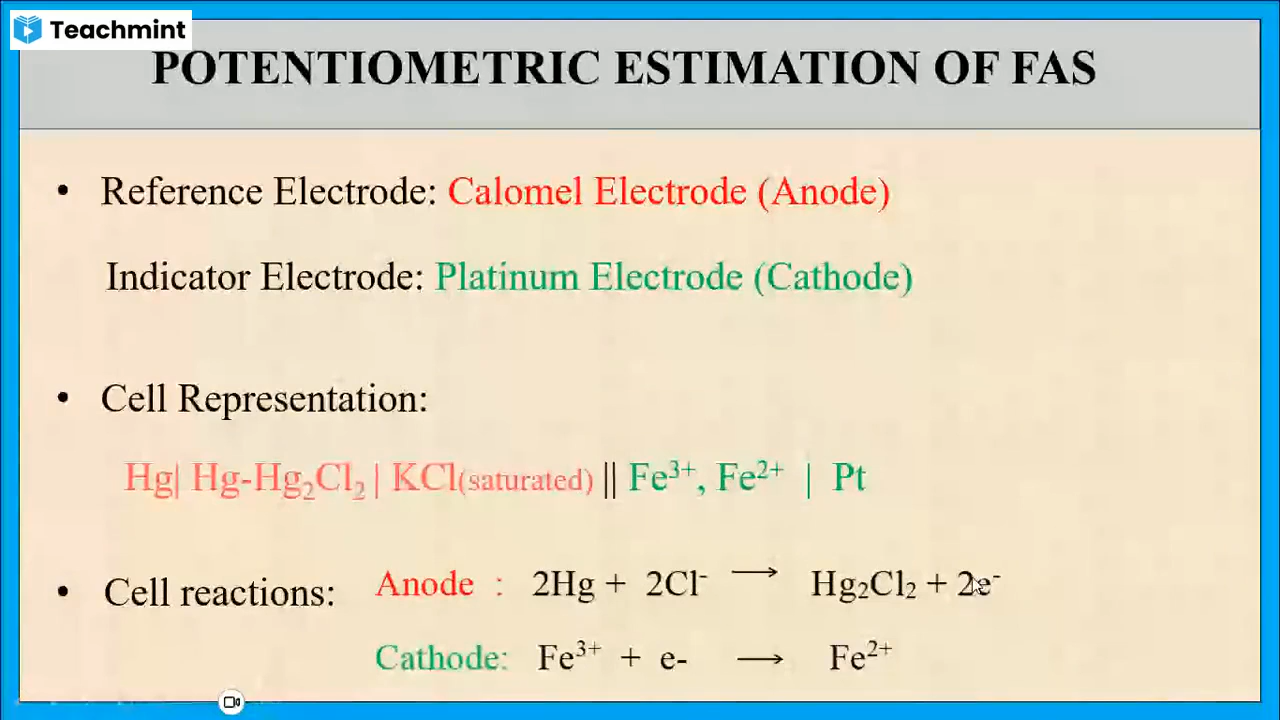 Teachmint
POTENTIOMETRIC ESTIMATION OF FAS
• Reference Electrode: Calomel Electrode (Anode)
Indicator Electrode: Platinum Electrode (Cathode)
• Cell Representation:
Hg| Hg-Hg₂Cl₂ | KCl(saturated) || Fe³⁺, Fe²⁺ | Pt
• Cell reactions: Anode : 2Hg + 2Cl⁻ ⟶ Hg₂Cl₂ + 2e⁻
Cathode: Fe³⁺ + e- ⟶ Fe²⁺